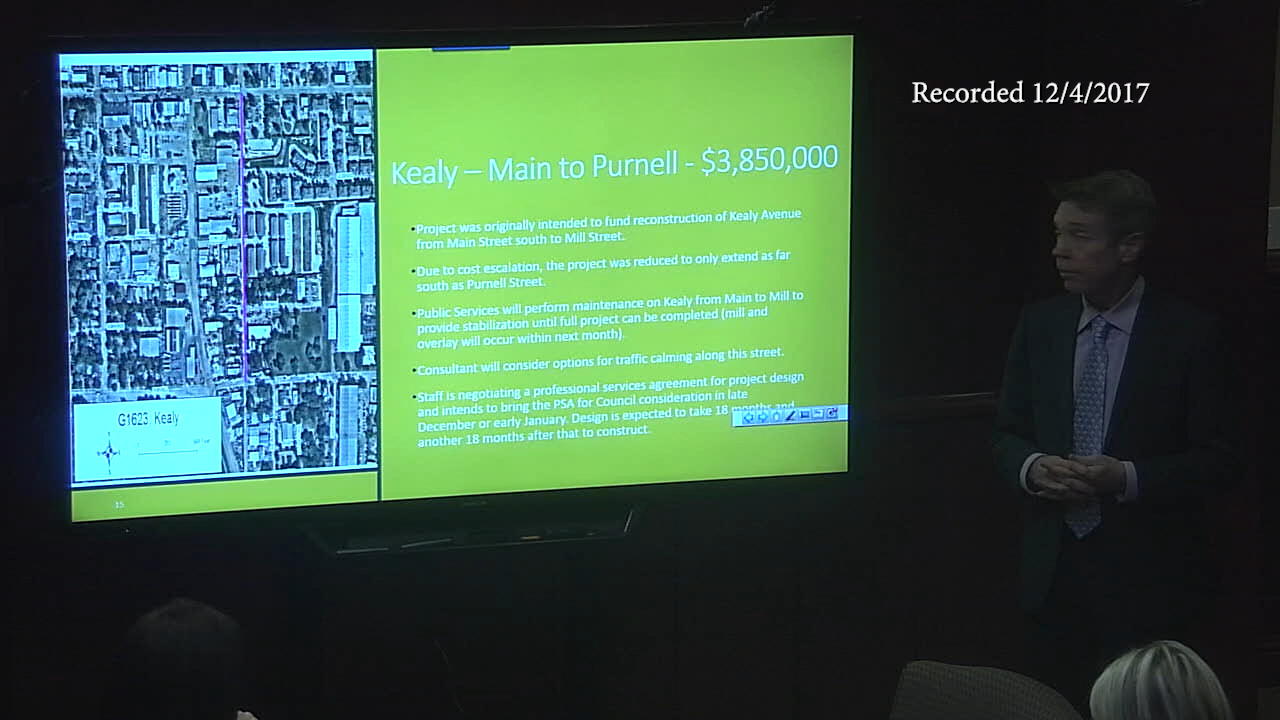 Recorded 12/4/2017
Kealy – Main to Purnell - $3,850,000
•Project was originally intended to fund reconstruction of Kealy Avenue
from Main Street south to Mill Street.
•Due to cost escalation, the project was reduced to only extend as far
south as Purnell Street.
•Public Services will perform maintenance on Kealy from Main to Mill to
provide stabilization until full project can be completed (mill and
overlay will occur within next month).
•Consultant will consider options for traffic calming along this street.
•Staff is negotiating a professional services agreement for project design
and intends to bring the PSA for Council consideration in late
December or early January. Design is expected to take 18 months and
another 18 months after that to construct.
G1623 Kealy
15